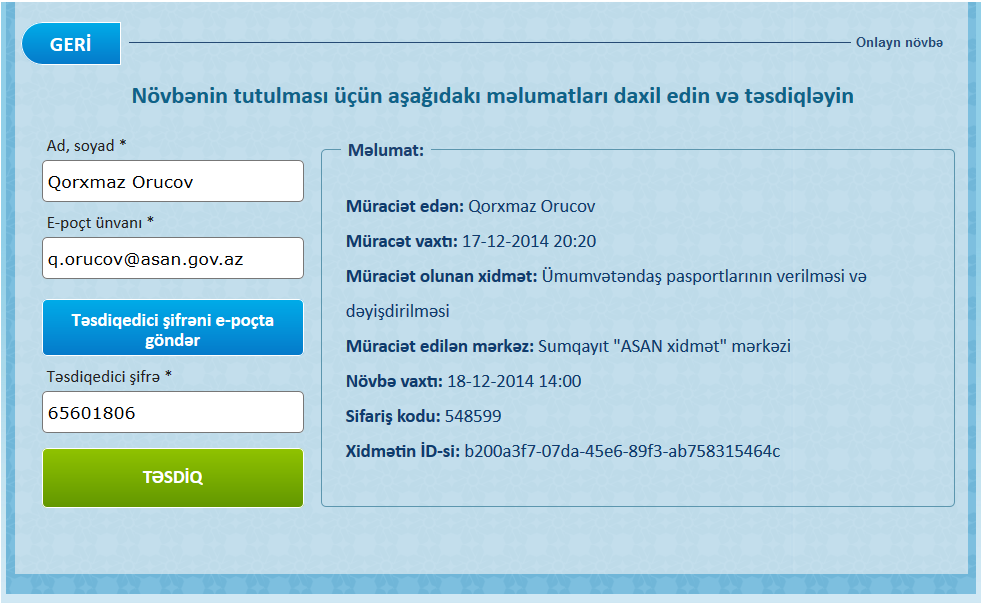 GERİ
Onlayn növbə
Növbənin tutulması üçün aşağıdakı məlumatları daxil edin və təsdiqləyin
Ad, soyad *
Qorxmaz Orucov
E-poçt ünvanı *
q.orucov@asan.gov.az
Təsdiqedici şifrəni e-poçta
göndər
Təsdiqedici şifrə *
65601806
TƏSDİQ
Məlumat:
Müraciət edən: Qorxmaz Orucov
Müracət vaxtı: 17-12-2014 20:20
Müraciət olunan xidmət: Ümumvətəndaş pasportlarının verilməsi və
dəyişdirilməsi
Müraciət edilən mərkəz: Sumqayıt "ASAN xidmət" mərkəzi
Növbə vaxtı: 18-12-2014 14:00
Sifariş kodu: 548599
Xidmətin İD-si: b200a3f7-07da-45e6-89f3-ab758315464c